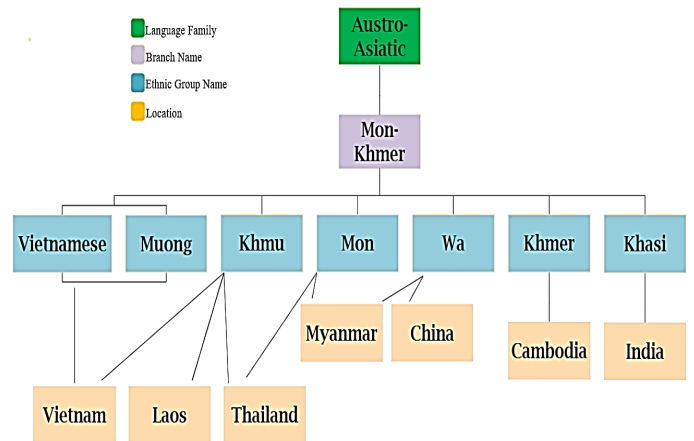 Language Family
Branch Name
Ethnic Group Name
Location
Austro-
Asiatic
Mon-
Khmer
Vietnamese
Muong
Khmu
Mon
Wa
Khmer
Khasi
Myanmar
China
Cambodia
India
Vietnam
Laos
Thailand